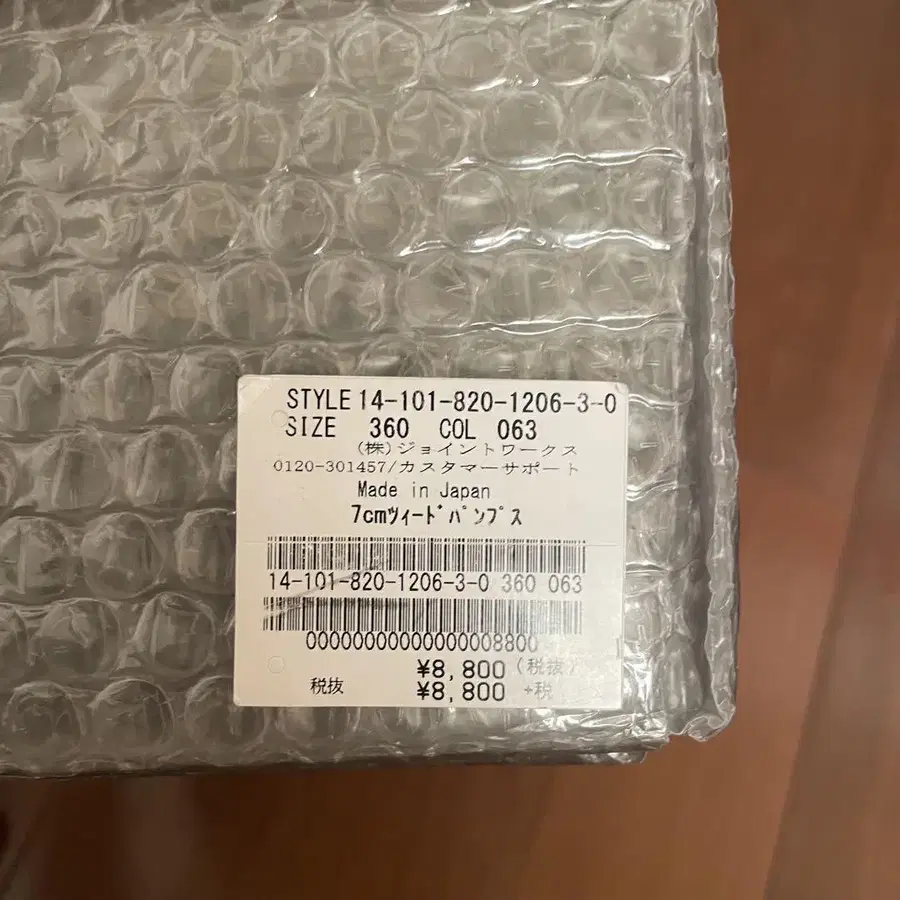 STYLE 14-101-820-1206-3-0
SIZE 360 COL 063
(株)ジョイントワークス
0120-301457/カスタマーサポート
Made in Japan
7cmツィードパンプス
14-101-820-1206-3-0 360 063
00000000000000008800
¥8,800 (税抜)
税抜 ¥8,800 +税